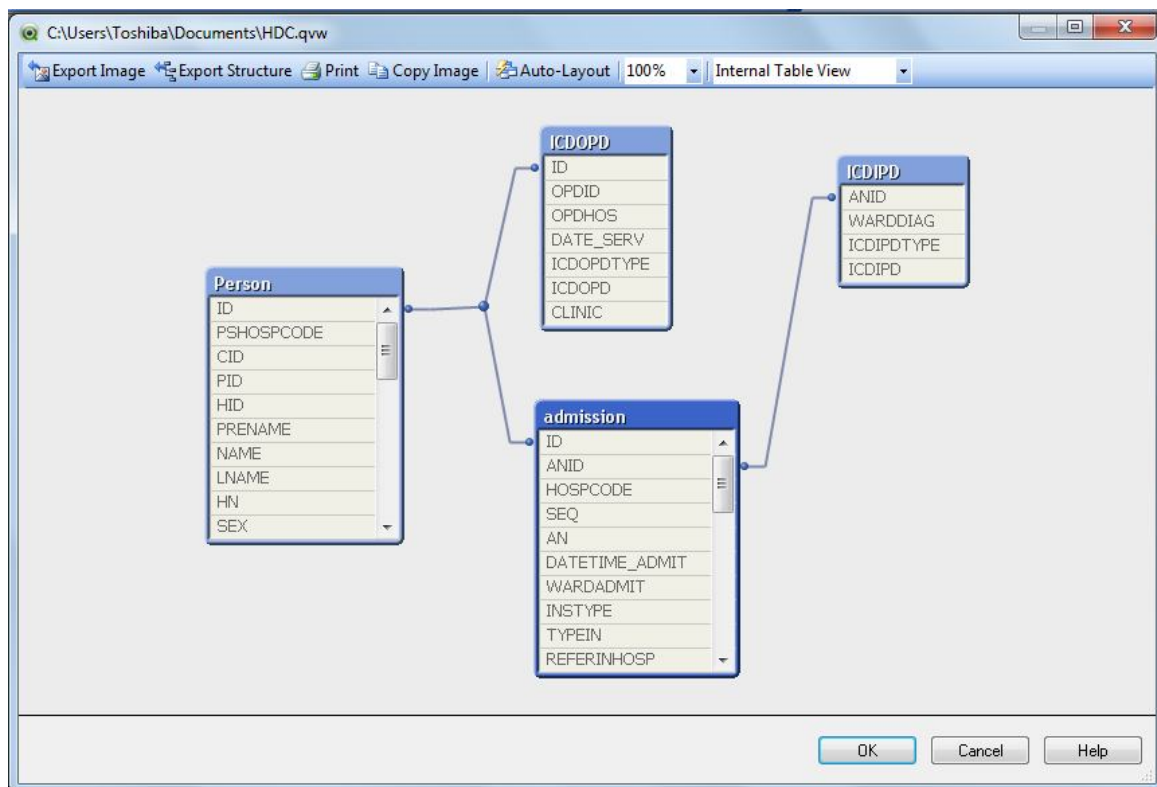 C:\Users\Toshiba\Documents\HDC.qvw
Export Image Export Structure Print Copy Image Auto-Layout 100% Internal Table View
ICDOPD
ID
OPDID
OPDHOS
DATE_SERV
ICDOPDTYPE
ICDOPD
CLINIC
ICDIPD
ANID
WARDDIAG
ICDIPDTYPE
ICDIPD
Person
ID
PSHOSPCODE
CID
PID
HID
PRENAME
NAME
LNAME
HN
SEX
admission
ID
ANID
HOSPCODE
SEQ
AN
DATETIME_ADMIT
WARDADMIT
INSTYPE
TYPEIN
REFERINHOSP
OK Cancel Help